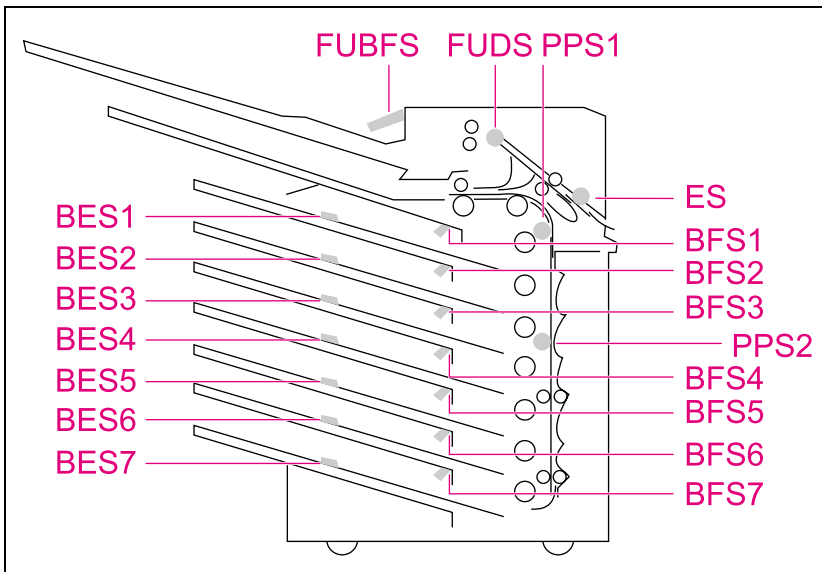 FUBFS FUDS PPS1
ES
BES1
BES2
BES3
BES4
BES5
BES6
BES7
BFS1
BFS2
BFS3
PPS2
BFS4
BFS5
BFS6
BFS7